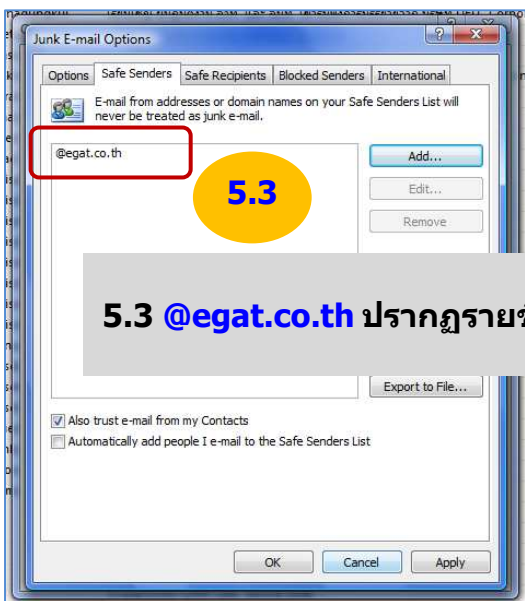 Junk E-mail Options
Options Safe Senders Safe Recipients Blocked Senders International
E-mail from addresses or domain names on your Safe Senders List will
never be treated as junk e-mail.
@egat.co.th
Add...
Edit...
Remove
5.3
5.3 @egat.co.th ปรากฏราย
Export to File...
Also trust e-mail from my Contacts
Automatically add people I e-mail to the Safe Senders List
OK Cancel Apply